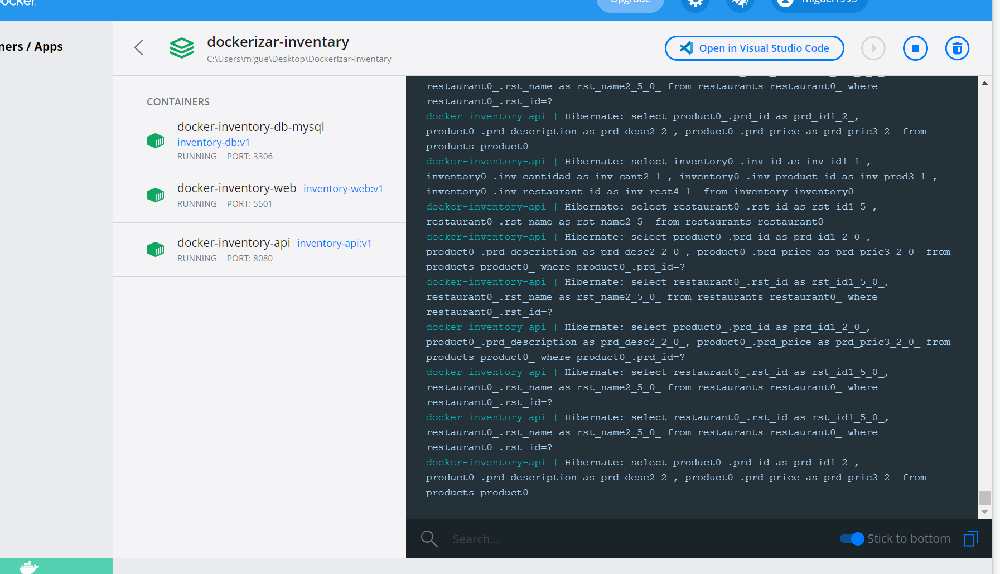 ocker
Upgrade
miguel1995
ners / Apps
dockerizar-inventary
C:\Users\migue\Desktop\Dockerizar-inventary
Open in Visual Studio Code
CONTAINERS
docker-inventory-db-mysql
inventory-db:v1
RUNNING PORT: 3306
docker-inventory-web inventory-web:v1
RUNNING PORT: 5501
docker-inventory-api inventory-api:v1
RUNNING PORT: 8080
restaurant0_.rst_name as rst_name2_5_0_ from restaurants restaurant0_ where
restaurant0_.rst_id=?
docker-inventory-api | Hibernate: select product0_.prd_id as prd_id1_2_,
product0_.prd_description as prd_desc2_2_, product0_.prd_price as prd_pric3_2_ from
products product0_
docker-inventory-api | Hibernate: select inventory0_.inv_id as inv_id1_1_,
inventory0_.inv_cantidad as inv_cant2_1_, inventory0_.inv_product_id as inv_prod3_1_,
inventory0_.inv_restaurant_id as inv_rest4_1_ from inventory inventory0_
docker-inventory-api | Hibernate: select restaurant0_.rst_id as rst_id1_5_,
restaurant0_.rst_name as rst_name2_5_ from restaurants restaurant0_
docker-inventory-api | Hibernate: select product0_.prd_id as prd_id1_2_0_,
product0_.prd_description as prd_desc2_2_0_, product0_.prd_price as prd_pric3_2_0_ from
products product0_ where product0_.prd_id=?
docker-inventory-api | Hibernate: select restaurant0_.rst_id as rst_id1_5_0_,
restaurant0_.rst_name as rst_name2_5_0_ from restaurants restaurant0_ where
restaurant0_.rst_id=?
docker-inventory-api | Hibernate: select product0_.prd_id as prd_id1_2_0_,
product0_.prd_description as prd_desc2_2_0_, product0_.prd_price as prd_pric3_2_0_ from
products product0_ where product0_.prd_id=?
docker-inventory-api | Hibernate: select restaurant0_.rst_id as rst_id1_5_0_,
restaurant0_.rst_name as rst_name2_5_0_ from restaurants restaurant0_ where
restaurant0_.rst_id=?
docker-inventory-api | Hibernate: select restaurant0_.rst_id as rst_id1_5_0_,
restaurant0_.rst_name as rst_name2_5_0_ from restaurants restaurant0_ where
restaurant0_.rst_id=?
docker-inventory-api | Hibernate: select product0_.prd_id as prd_id1_2_,
product0_.prd_description as prd_desc2_2_, product0_.prd_price as prd_pric3_2_ from
products product0_
Search...
Stick to bottom